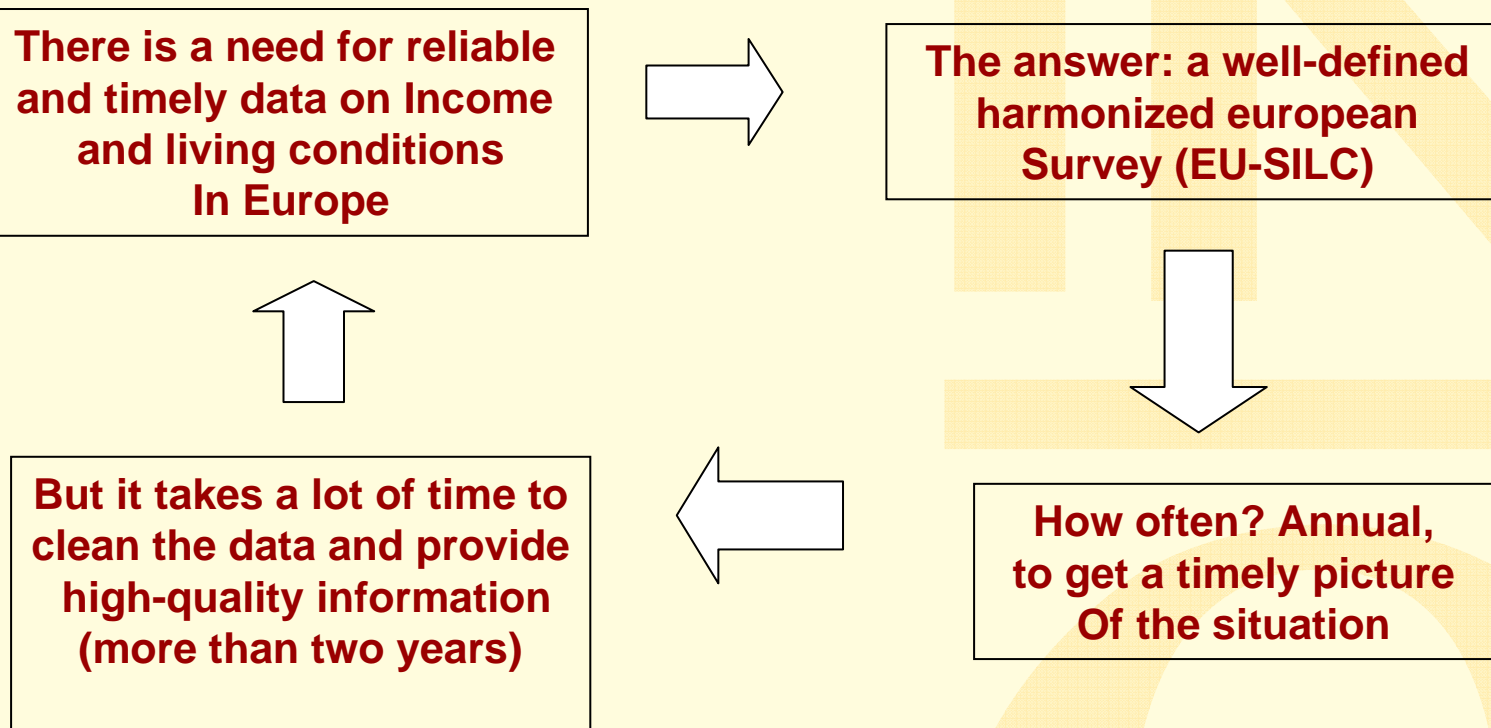 There is a need for reliable
and timely data on Income
and living conditions
In Europe
The answer: a well-defined
harmonized european
Survey (EU-SILC)
How often? Annual,
to get a timely picture
Of the situation
But it takes a lot of time to
clean the data and provide
high-quality information
(more than two years)